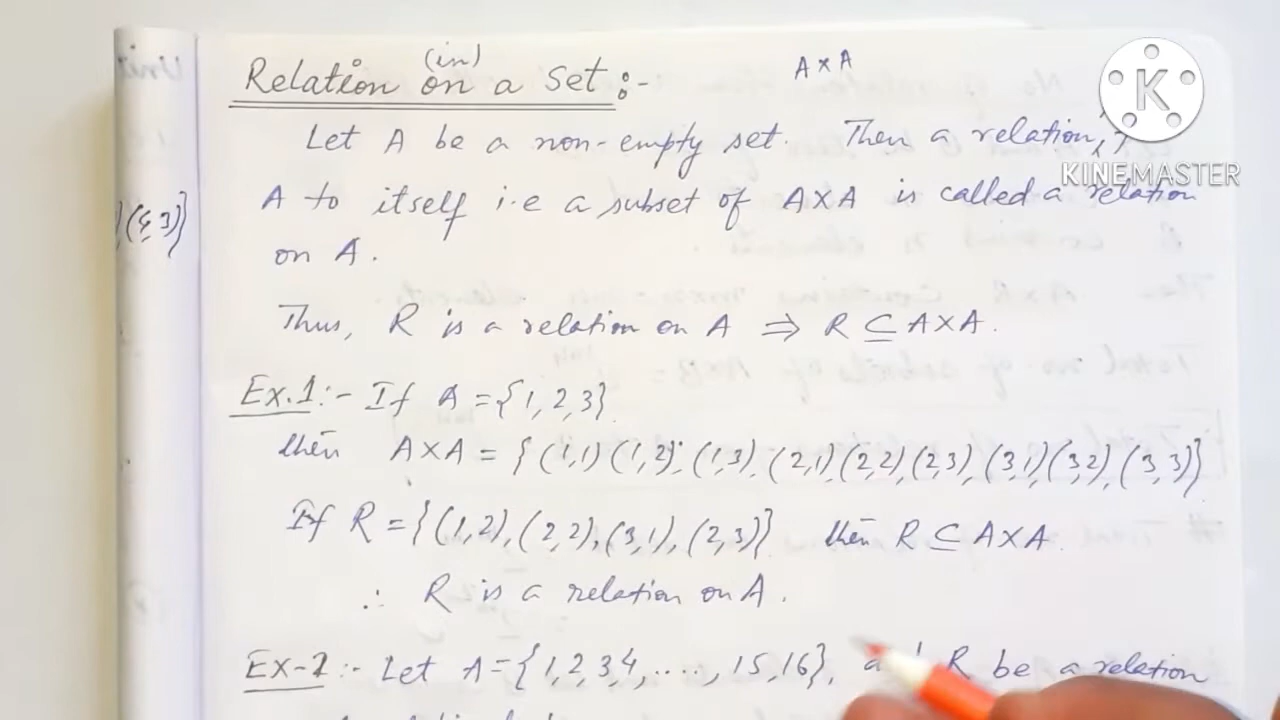 Relation on a Set :-
(in)
A × A
Let A be a non-empty set. Then a relation,
A to itself i.e a subset of A×A is called a relation
on A.
Thus, R is a relation on A ⇒ R ⊆ A×A.
Ex.1:- If A = {1, 2, 3}
then A×A = {(1,1) (1,2), (1,3), (2,1) (2,2), (2,3), (3,1) (3,2), (3,3)}
If R = {(1,2), (2,2), (3,1), (2,3)} then R ⊆ A×A.
∴ R is a relation on A.
Ex-2:- Let A = {1, 2, 3, 4, ...., 15, 16}, R be a relation
K
KINEMASTER